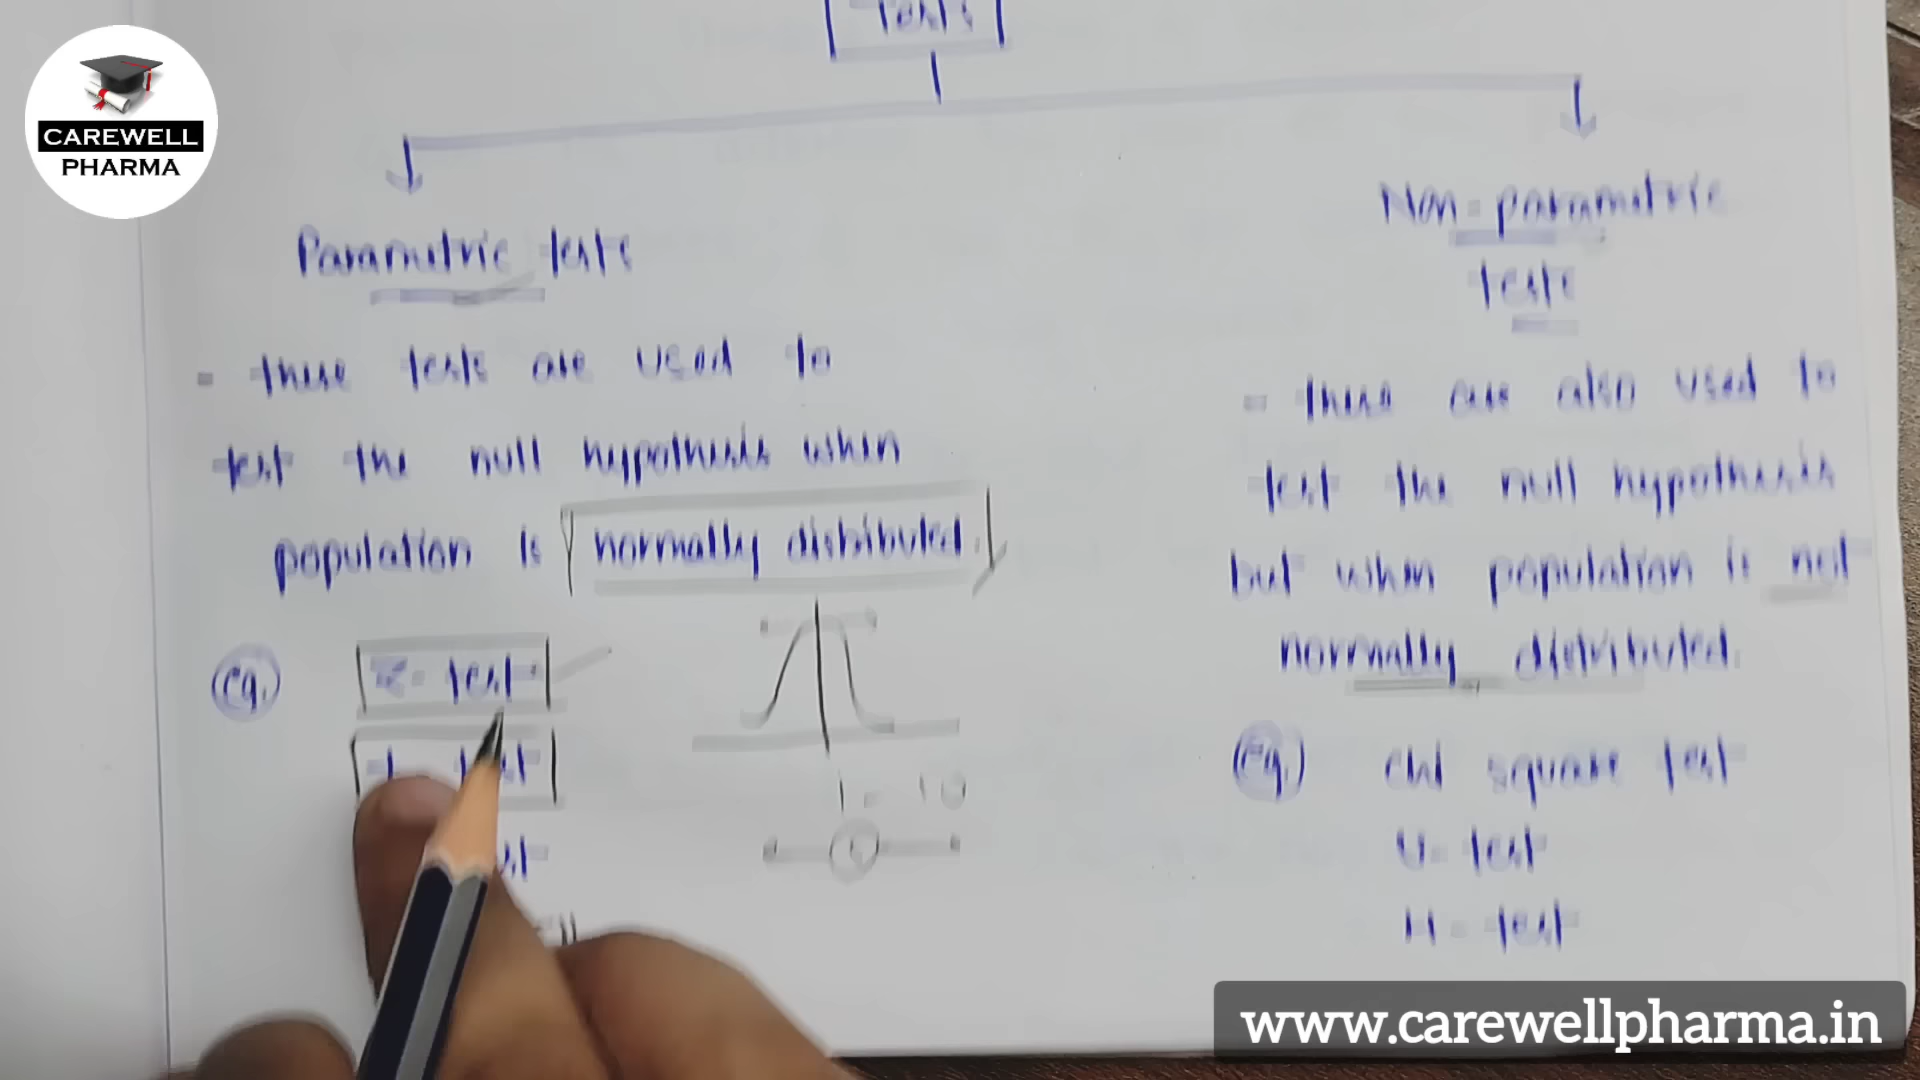 CAREWELL
PHARMA
Tests
Parametric tests
- these tests are used to
test the null hypothesis when
population is normally distributed.
eg. Z- test
t- test
Non-parametric
tests
- these are also used to
test the null hypothesis
but when population is not
normally distributed.
eg. chi square test
U- test
H- test
www.carewellpharma.in